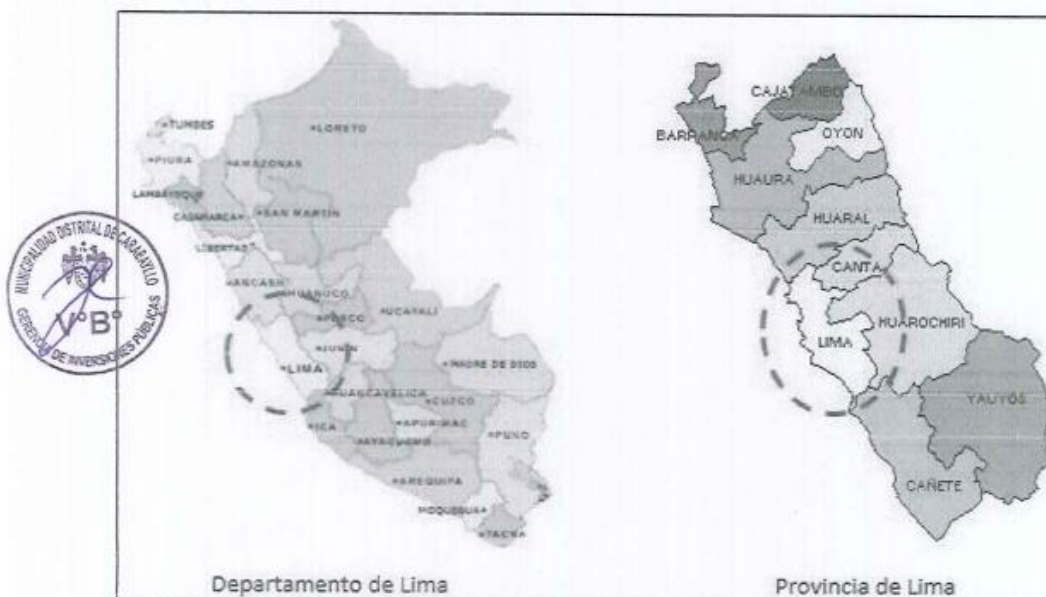 TUMBES
LORETO
PIURA
AMAZONAS
LAMBAYEQUE
CAJAMARCA
SAN MARTIN
LIBERTAD
ANCASH
HUANUCO
UCAYALI
PASCO
JUNIN
LIMA
MADRE DE DIOS
HUANCAVELICA
CUZCO
ICA
APURIMAC
AYACUCHO
PUNO
AREQUIPA
MOQUEGUA
TACNA
Departamento de Lima
CAJATAMBO
BARRANCA
OYON
HUAURA
HUARAL
CANTA
HUAROCHIRI
LIMA
YAUYOS
CAÑETE
Provincia de Lima
MUNICIPALIDAD DISTRITAL DE CARABAYLLO
V°B°
GERENCIA DE INVERSIONES PÚBLICAS